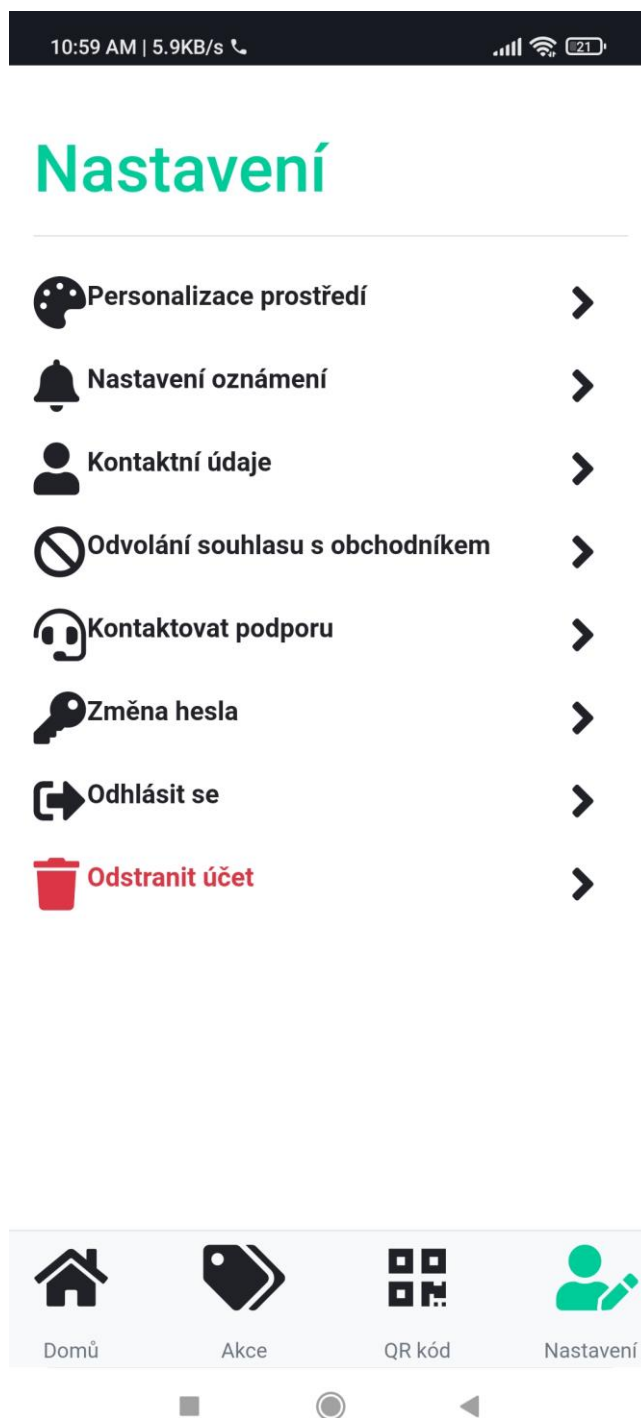 10:59 AM | 5.9KB/s
21
Nastavení
Personalizace prostředí
Nastavení oznámení
Kontaktní údaje
Odvolání souhlasu s obchodníkem
Kontaktovat podporu
Změna hesla
Odhlásit se
Odstranit účet
Domů Akce QR kód Nastavení